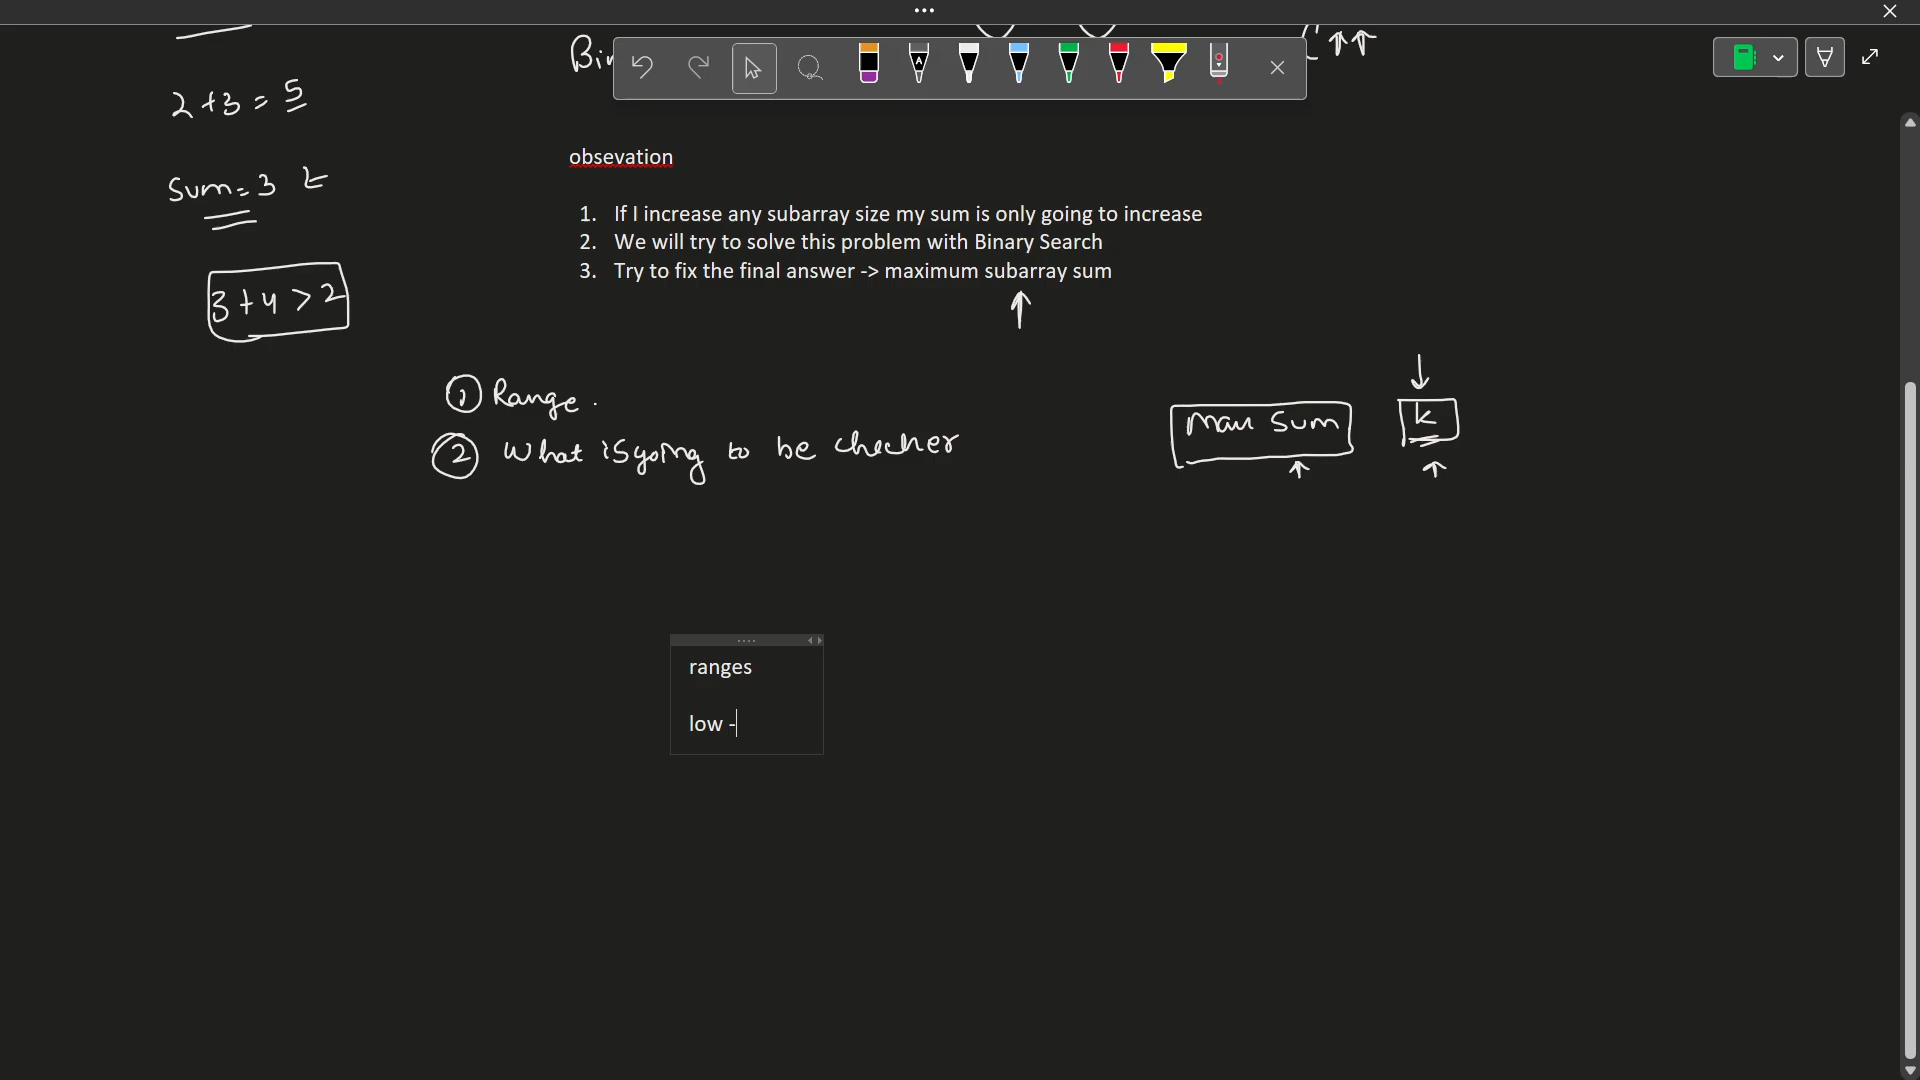 2+3 = 5
Sum = 3
3+4 > 2
obsevation
1. If I increase any subarray size my sum is only going to increase
2. We will try to solve this problem with Binary Search
3. Try to fix the final answer -> maximum subarray sum
① Range.
② What is going to be checher
Max Sum
k
ranges
low -